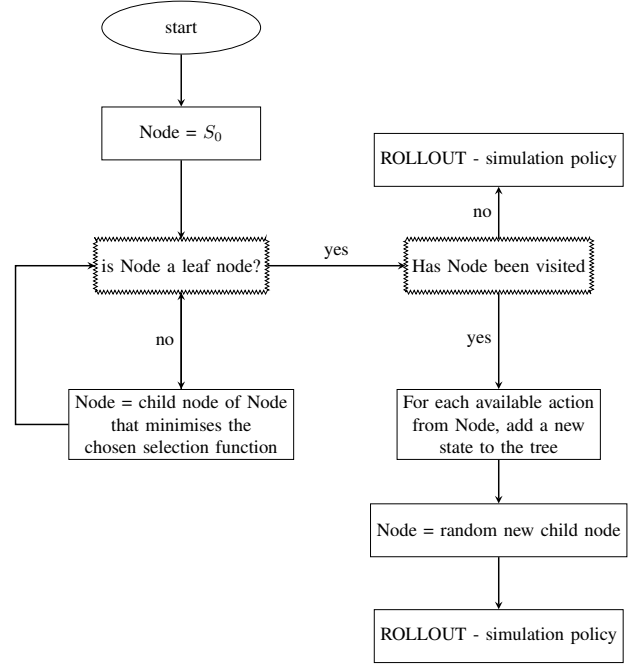 start
Node = S₀
ROLLOUT - simulation policy
no
is Node a leaf node?
yes
Has Node been visited
no
yes
Node = child node of Node
that minimises the
chosen selection function
For each available action
from Node, add a new
state to the tree
Node = random new child node
ROLLOUT - simulation policy